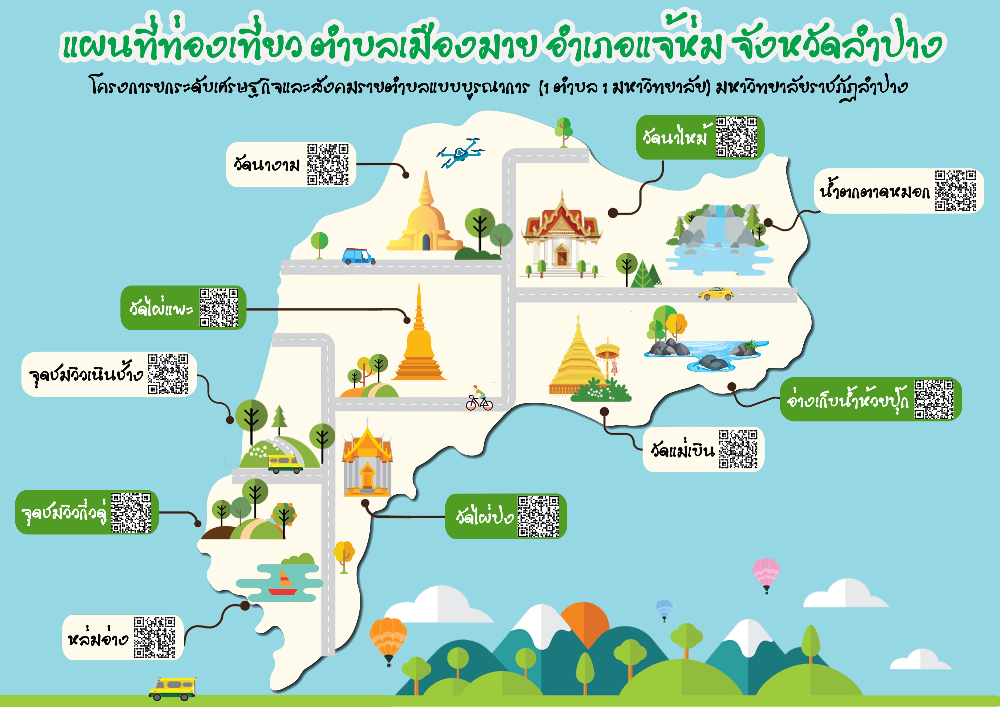 แผนที่ท่องเที่ยว ตำบลเมืองมาย อำเภอแจ้ห่ม จังหวัดลำปาง
โครงการยกระดับเศรษฐกิจและสังคมรายตำบลแบบบูรณาการ (1 ตำบล 1 มหาวิทยาลัย) มหาวิทยาลัยราชภัฏลำปาง
วัดนาไหม้
วัดนางาม
น้ำตกตาดหมอก
วัดไผ่แพะ
จุดชมวิวเนินช้าง
อ่างเก็บน้ำห้วยปุ๊ก
วัดแม่เบิน
จุดชมวิวกิ่วคู่
วัดไผ่ปง
หล่มอ่าง